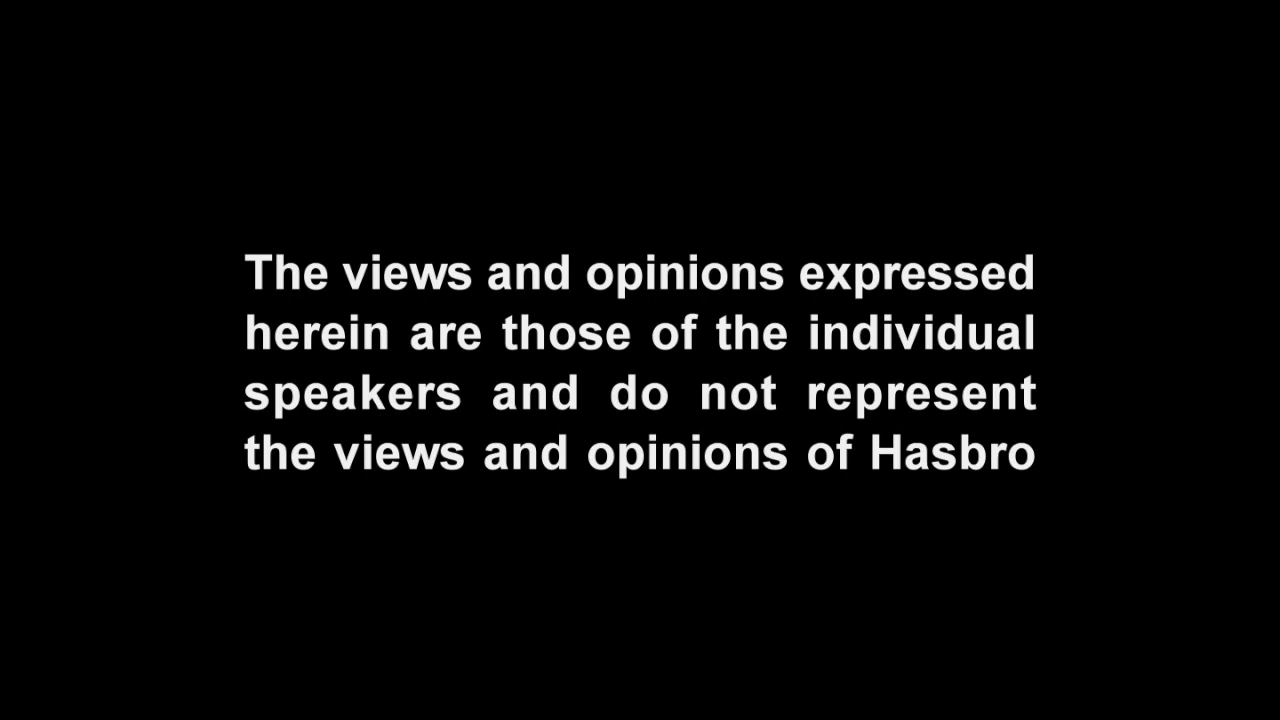 The views and opinions expressed
herein are those of the individual
speakers and do not represent
the views and opinions of Hasbro